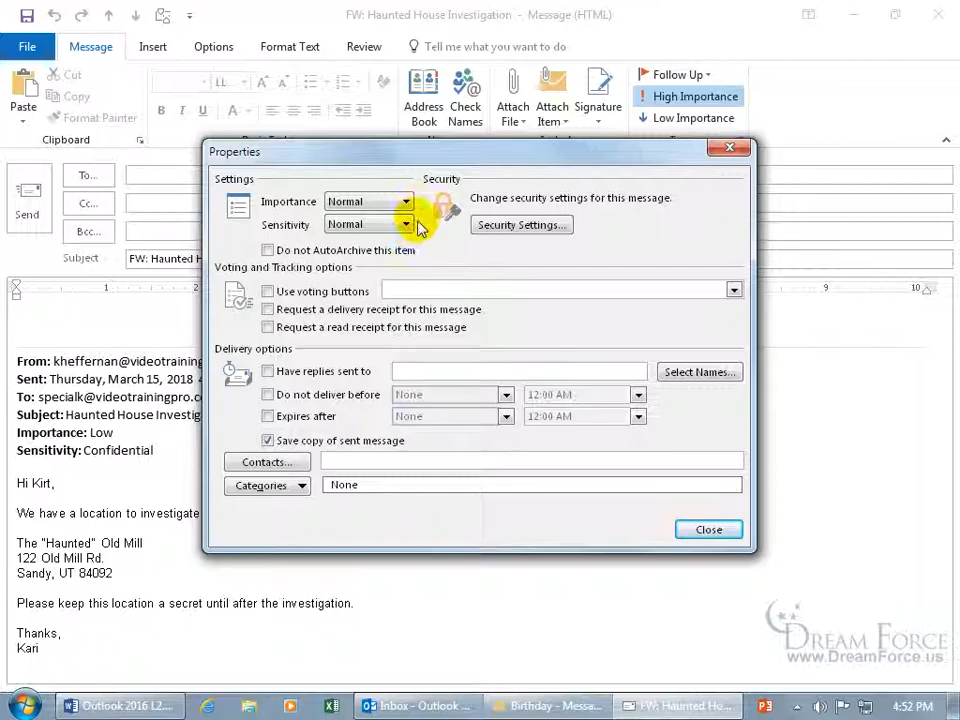 FW: Haunted House Investigation - Message (HTML)
File Message Insert Options Format Text Review Tell me what you want to do
Paste
Cut
Copy
Format Painter
Clipboard
B I U A
Address Book
Check Names
Attach File
Attach Item
Signature
Follow Up
High Importance
Low Importance
Send
To...
Cc...
Bcc...
Subject FW: Haunted H
1 2 9 10
Properties
Settings
Security
Importance Normal
Sensitivity Normal
Change security settings for this message.
Security Settings...
Do not AutoArchive this item
Voting and Tracking options
Use voting buttons
Request a delivery receipt for this message
Request a read receipt for this message
Delivery options
Have replies sent to
Select Names...
Do not deliver before None 12:00 AM
Expires after None 12:00 AM
Save copy of sent message
Contacts...
Categories None
Close
From: kheffernan@videotraining
Sent: Thursday, March 15, 2018 4
To: specialk@videotrainingpro.c
Subject: Haunted House Investig
Importance: Low
Sensitivity: Confidential
Hi Kirt,
We have a location to investigate
The "Haunted" Old Mill
122 Old Mill Rd.
Sandy, UT 84092
Please keep this location a secret until after the investigation.
Thanks,
Kari
DREAM FORCE
www.DreamForce.us
Outlook 2016 L2...
Inbox - Outlook ...
Birthday - Messa...
FW: Haunted Ho...
4:52 PM